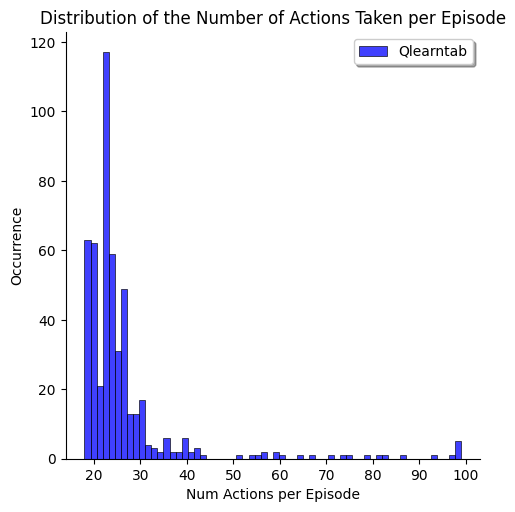 Distribution of the Number of Actions Taken per Episode
Qlearntab
120
100
80
60
40
20
0
Occurrence
20 30 40 50 60 70 80 90 100
Num Actions per Episode